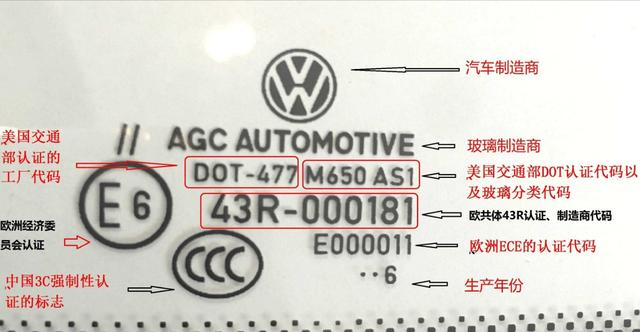 汽车制造商
美国交通
部认证的
工厂代码
// AGC AUTOMOTIVE
玻璃制造商
DOT-477 M650 AS1
美国交通部DOT认证代码以
及玻璃分类代码
E6
43R-000181
欧共体43R认证、制造商代码
欧洲经济委
员会认证
E000011
欧洲ECE的认证代码
中国3C强制性认
证的标志
CCC
··6
生产年份